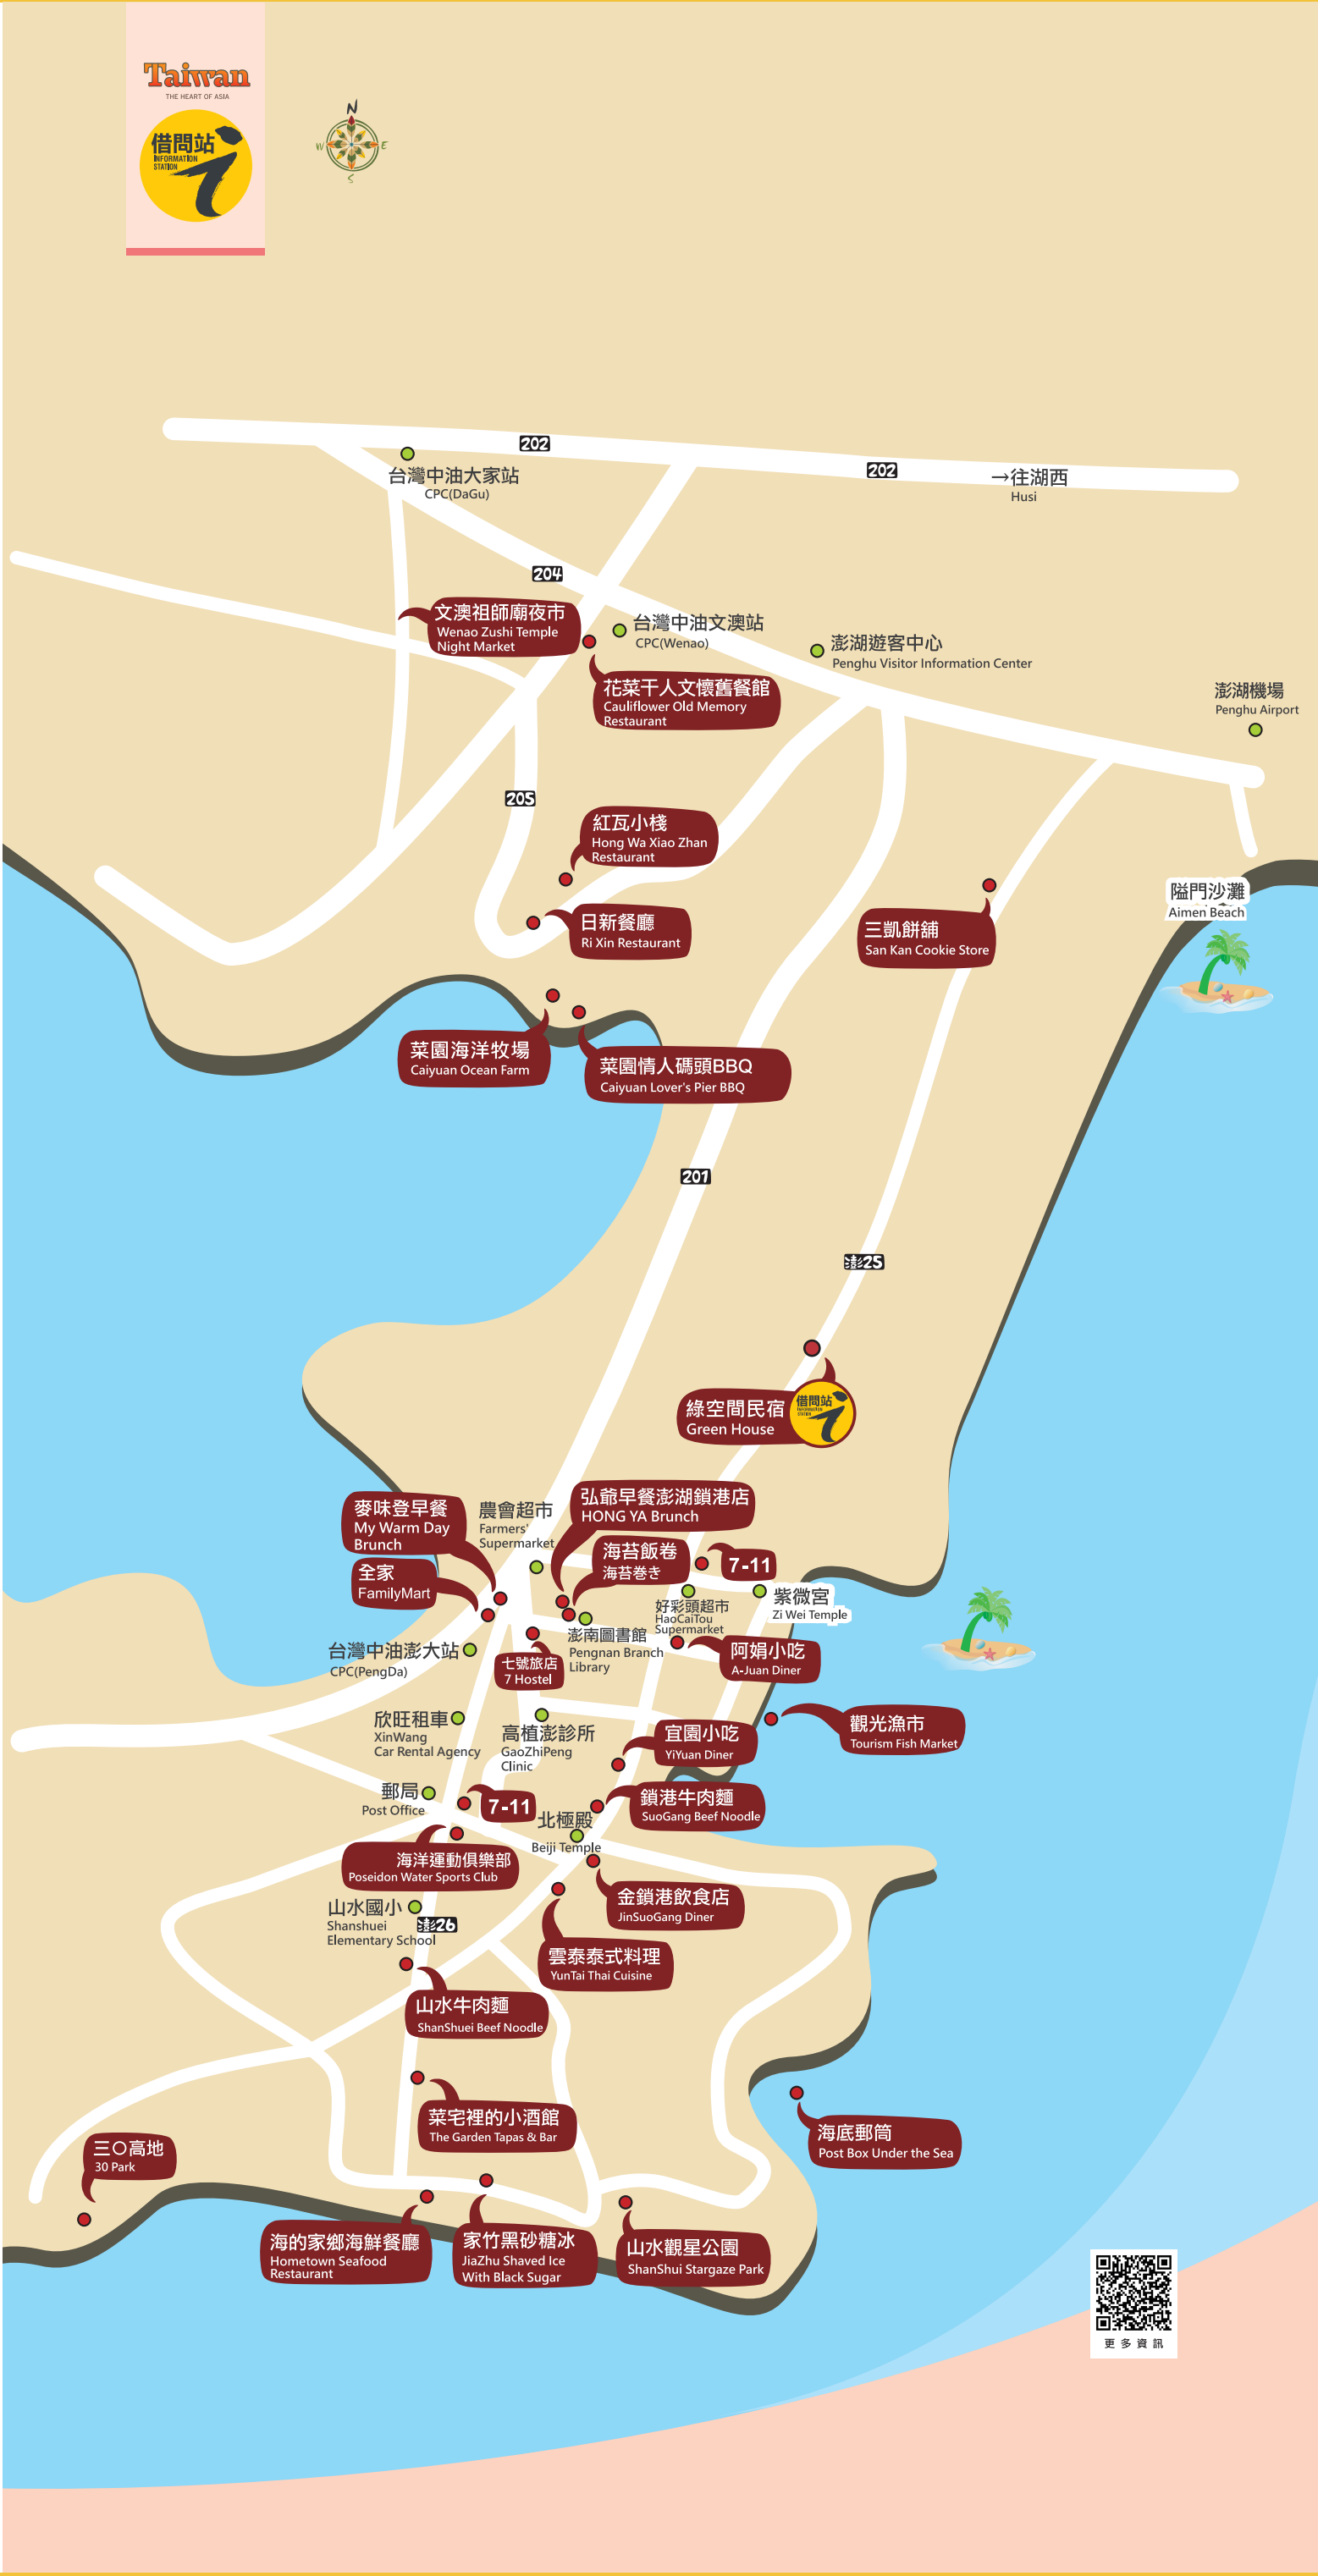 Taiwan
THE HEART OF ASIA
借問站
INFORMATION
STATION
N
W
E
S
202
202
台灣中油大家站
CPC(DaGu)
→往湖西
Husi
204
文澳祖師廟夜市
Wenao Zushi Temple
Night Market
台灣中油文澳站
CPC(Wenao)
澎湖遊客中心
Penghu Visitor Information Center
花菜干人文懷舊餐館
Cauliflower Old Memory
Restaurant
澎湖機場
Penghu Airport
205
紅瓦小棧
Hong Wa Xiao Zhan
Restaurant
日新餐廳
Ri Xin Restaurant
三凱餅舖
San Kan Cookie Store
隘門沙灘
Aimen Beach
菜園海洋牧場
Caiyuan Ocean Farm
菜園情人碼頭BBQ
Caiyuan Lover's Pier BBQ
201
澎25
綠空間民宿
Green House
借問站
INFORMATION
STATION
麥味登早餐
My Warm Day
Brunch
農會超市
Farmers'
Supermarket
弘爺早餐澎湖鎖港店
HONG YA Brunch
海苔飯卷
海苔巻き
7-11
全家
FamilyMart
好彩頭超市
HaoCaiTou
Supermarket
紫微宮
Zi Wei Temple
台灣中油澎大站
CPC(PengDa)
七號旅店
7 Hostel
澎南圖書館
Pengnan Branch
Library
阿娟小吃
A-Juan Diner
欣旺租車
XinWang
Car Rental Agency
高植澎診所
GaoZhiPeng
Clinic
宜園小吃
YiYuan Diner
觀光漁市
Tourism Fish Market
郵局
Post Office
7-11
鎖港牛肉麵
SuoGang Beef Noodle
北極殿
Beiji Temple
海洋運動俱樂部
Poseidon Water Sports Club
金鎖港飲食店
JinSuoGang Diner
山水國小
Shanshuei
Elementary School
澎26
雲泰泰式料理
YunTai Thai Cuisine
山水牛肉麵
ShanShuei Beef Noodle
菜宅裡的小酒館
The Garden Tapas & Bar
海底郵筒
Post Box Under the Sea
三〇高地
30 Park
海的家鄉海鮮餐廳
Hometown Seafood
Restaurant
家竹黑砂糖冰
JiaZhu Shaved Ice
With Black Sugar
山水觀星公園
ShanShui Stargaze Park
更多資訊